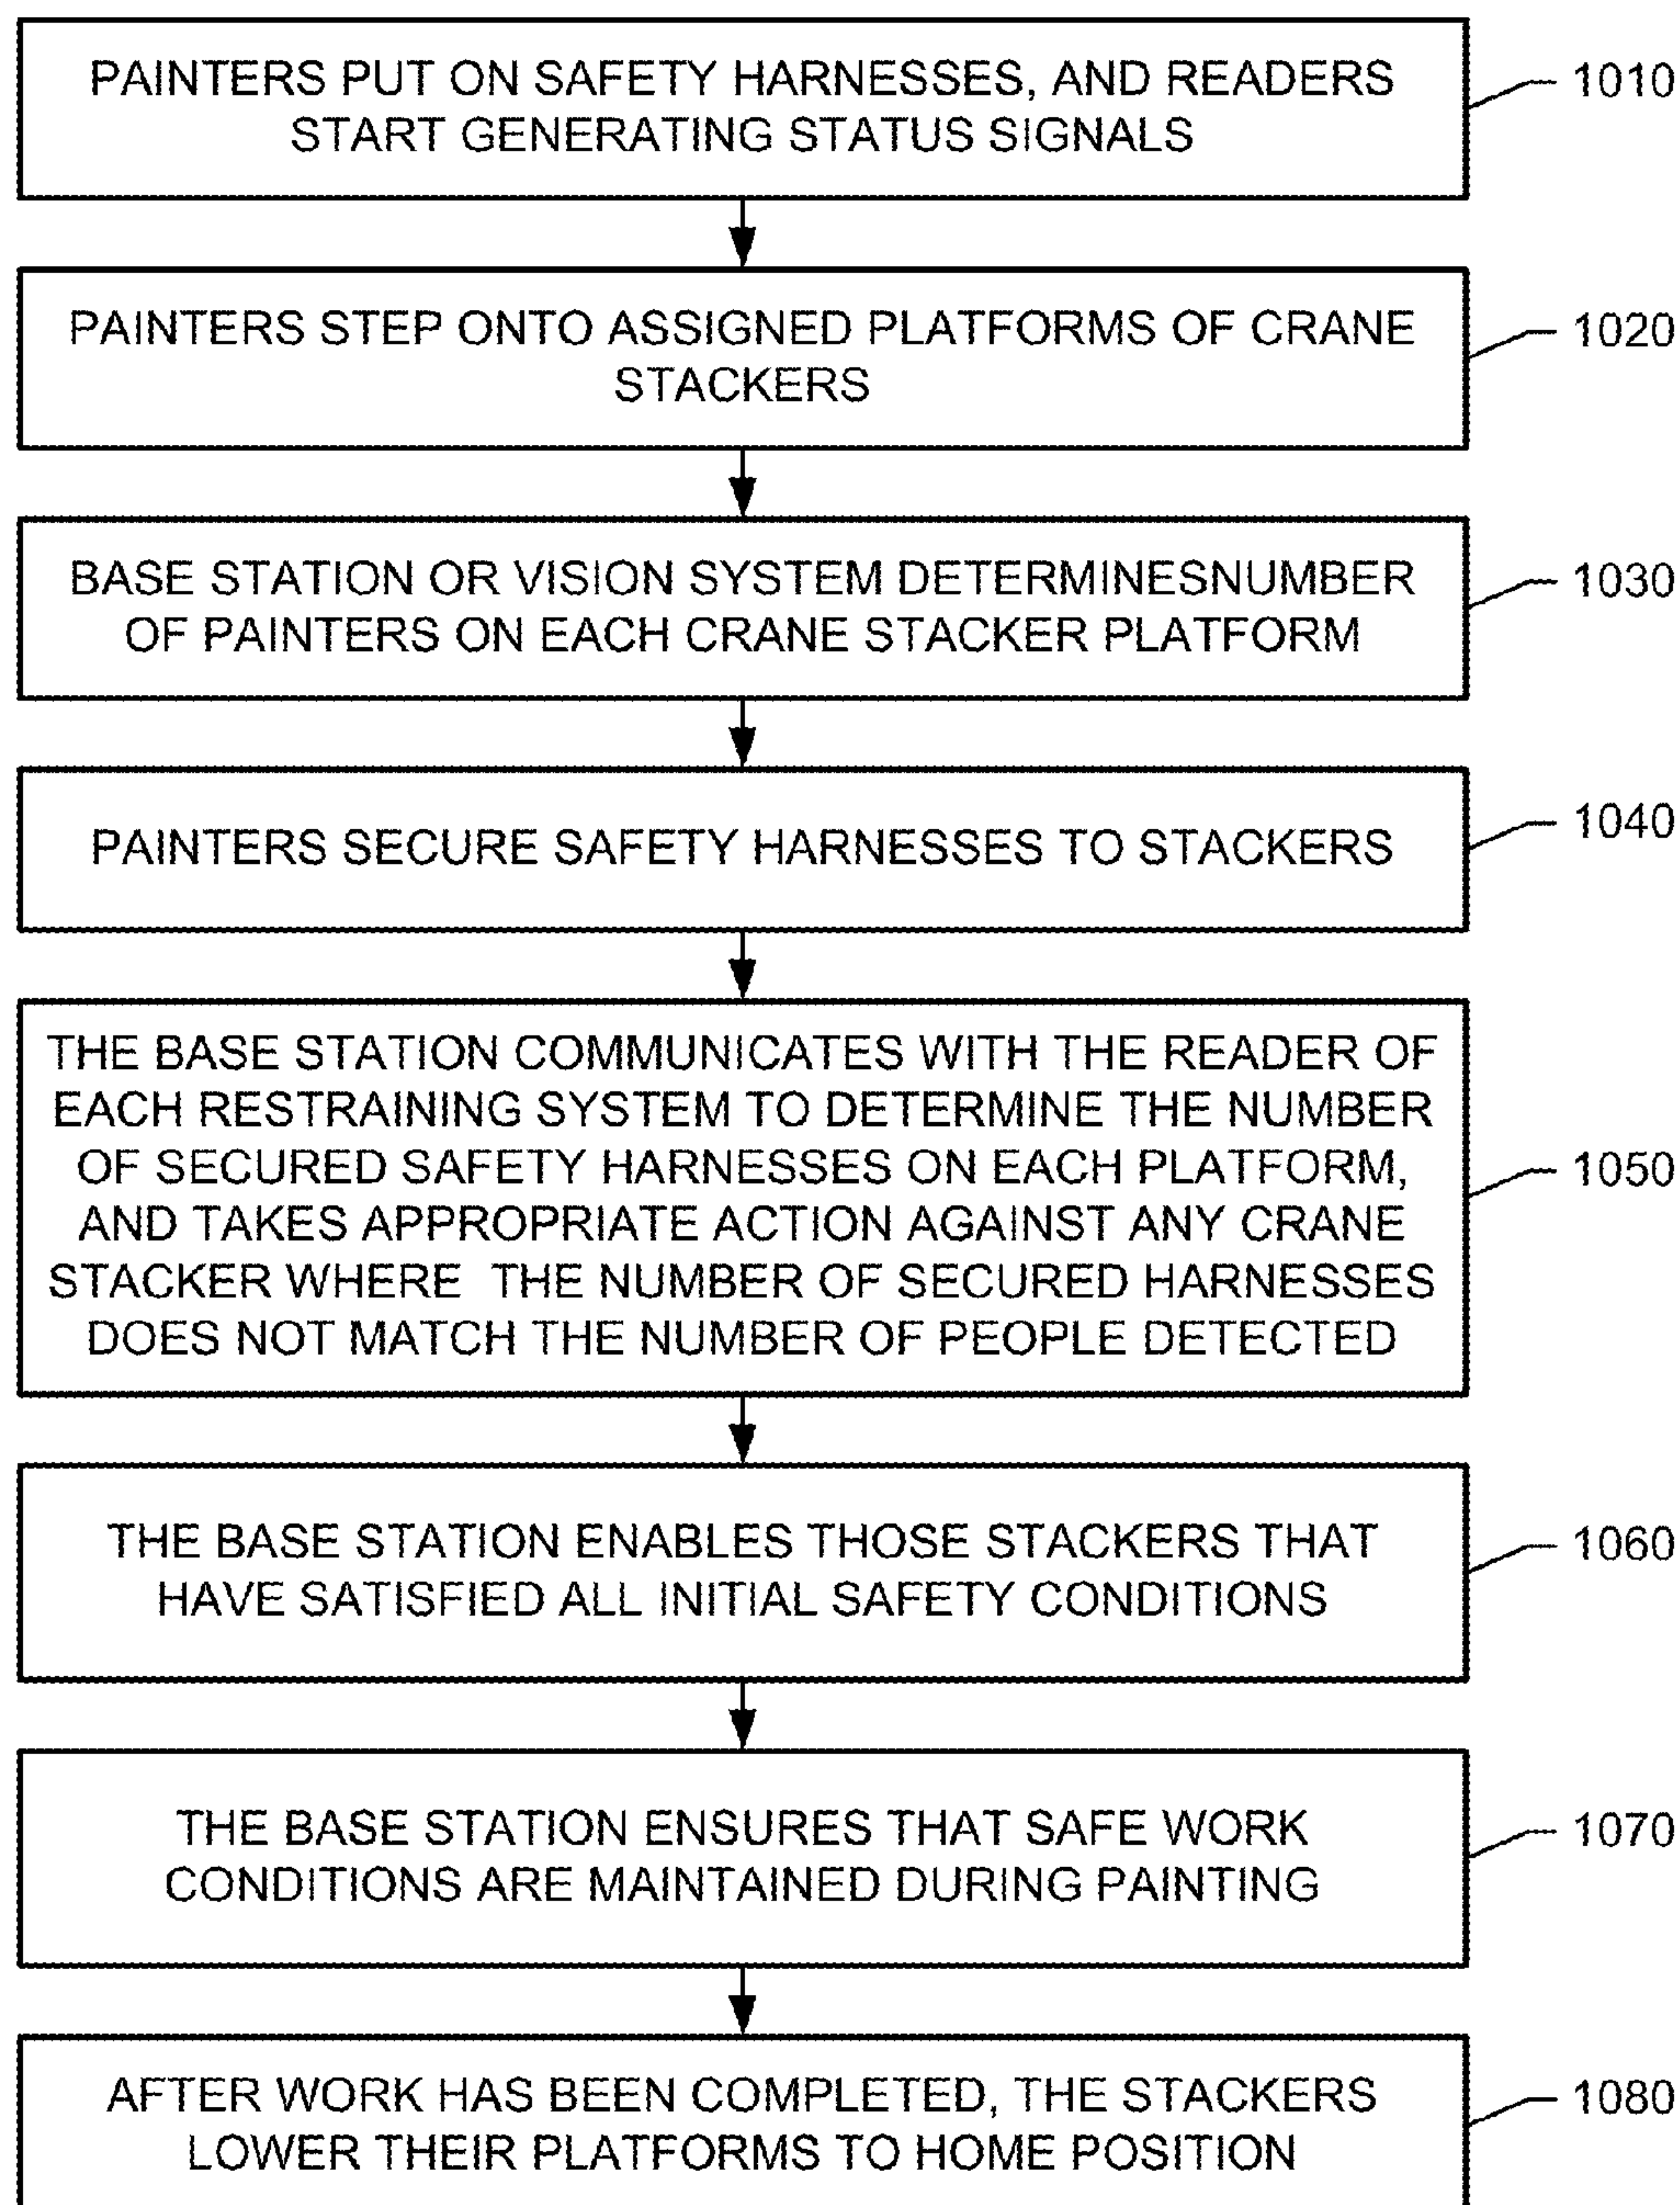 PAINTERS PUT ON SAFETY HARNESSES, AND READERS
START GENERATING STATUS SIGNALS
1010
PAINTERS STEP ONTO ASSIGNED PLATFORMS OF CRANE
STACKERS
1020
BASE STATION OR VISION SYSTEM DETERMINESNUMBER
OF PAINTERS ON EACH CRANE STACKER PLATFORM
1030
PAINTERS SECURE SAFETY HARNESSES TO STACKERS
1040
THE BASE STATION COMMUNICATES WITH THE READER OF
EACH RESTRAINING SYSTEM TO DETERMINE THE NUMBER
OF SECURED SAFETY HARNESSES ON EACH PLATFORM,
AND TAKES APPROPRIATE ACTION AGAINST ANY CRANE
STACKER WHERE  THE NUMBER OF SECURED HARNESSES
DOES NOT MATCH THE NUMBER OF PEOPLE DETECTED
1050
THE BASE STATION ENABLES THOSE STACKERS THAT
HAVE SATISFIED ALL INITIAL SAFETY CONDITIONS
1060
THE BASE STATION ENSURES THAT SAFE WORK
CONDITIONS ARE MAINTAINED DURING PAINTING
1070
AFTER WORK HAS BEEN COMPLETED, THE STACKERS
LOWER THEIR PLATFORMS TO HOME POSITION
1080